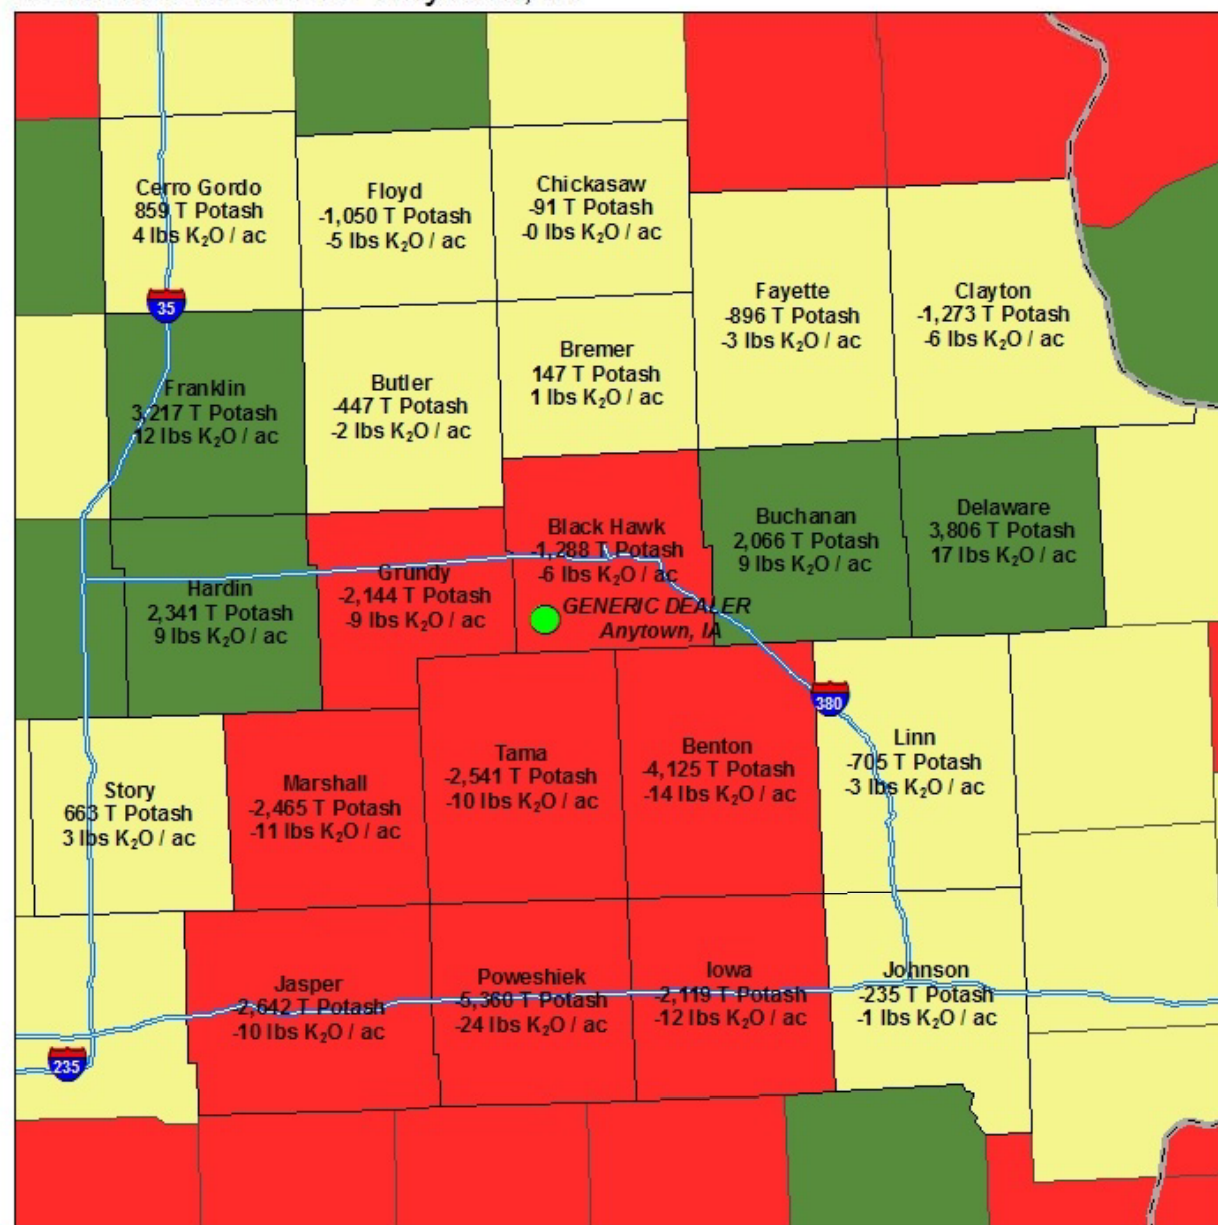 Cerro Gordo
859 T Potash
4 lbs K₂O / ac
Floyd
-1,050 T Potash
-5 lbs K₂O / ac
Chickasaw
-91 T Potash
-0 lbs K₂O / ac
Fayette
-896 T Potash
-3 lbs K₂O / ac
Clayton
-1,273 T Potash
-6 lbs K₂O / ac
35
Franklin
3,217 T Potash
12 lbs K₂O / ac
Butler
-447 T Potash
-2 lbs K₂O / ac
Bremer
147 T Potash
1 lbs K₂O / ac
Hardin
2,341 T Potash
9 lbs K₂O / ac
Grundy
-2,144 T Potash
-9 lbs K₂O / ac
Black Hawk
-1,288 T Potash
-6 lbs K₂O / ac
GENERIC DEALER
Anytown, IA
Buchanan
2,066 T Potash
9 lbs K₂O / ac
Delaware
3,806 T Potash
17 lbs K₂O / ac
380
Story
663 T Potash
3 lbs K₂O / ac
Marshall
-2,465 T Potash
-11 lbs K₂O / ac
Tama
-2,541 T Potash
-10 lbs K₂O / ac
Benton
-4,125 T Potash
-14 lbs K₂O / ac
Linn
-705 T Potash
-3 lbs K₂O / ac
235
Jasper
-2,642 T Potash
-10 lbs K₂O / ac
Poweshiek
-5,360 T Potash
-24 lbs K₂O / ac
Iowa
-2,119 T Potash
-12 lbs K₂O / ac
Johnson
-235 T Potash
-1 lbs K₂O / ac